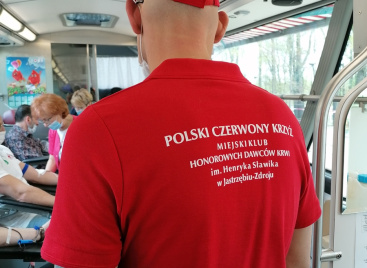 POLSKI CZERWONY KRZYŻ
MIEJSKI KLUB
HONOROWYCH DAWCÓW KRWI
im. Henryka Sławika
w Jastrzębiu-Zdroju